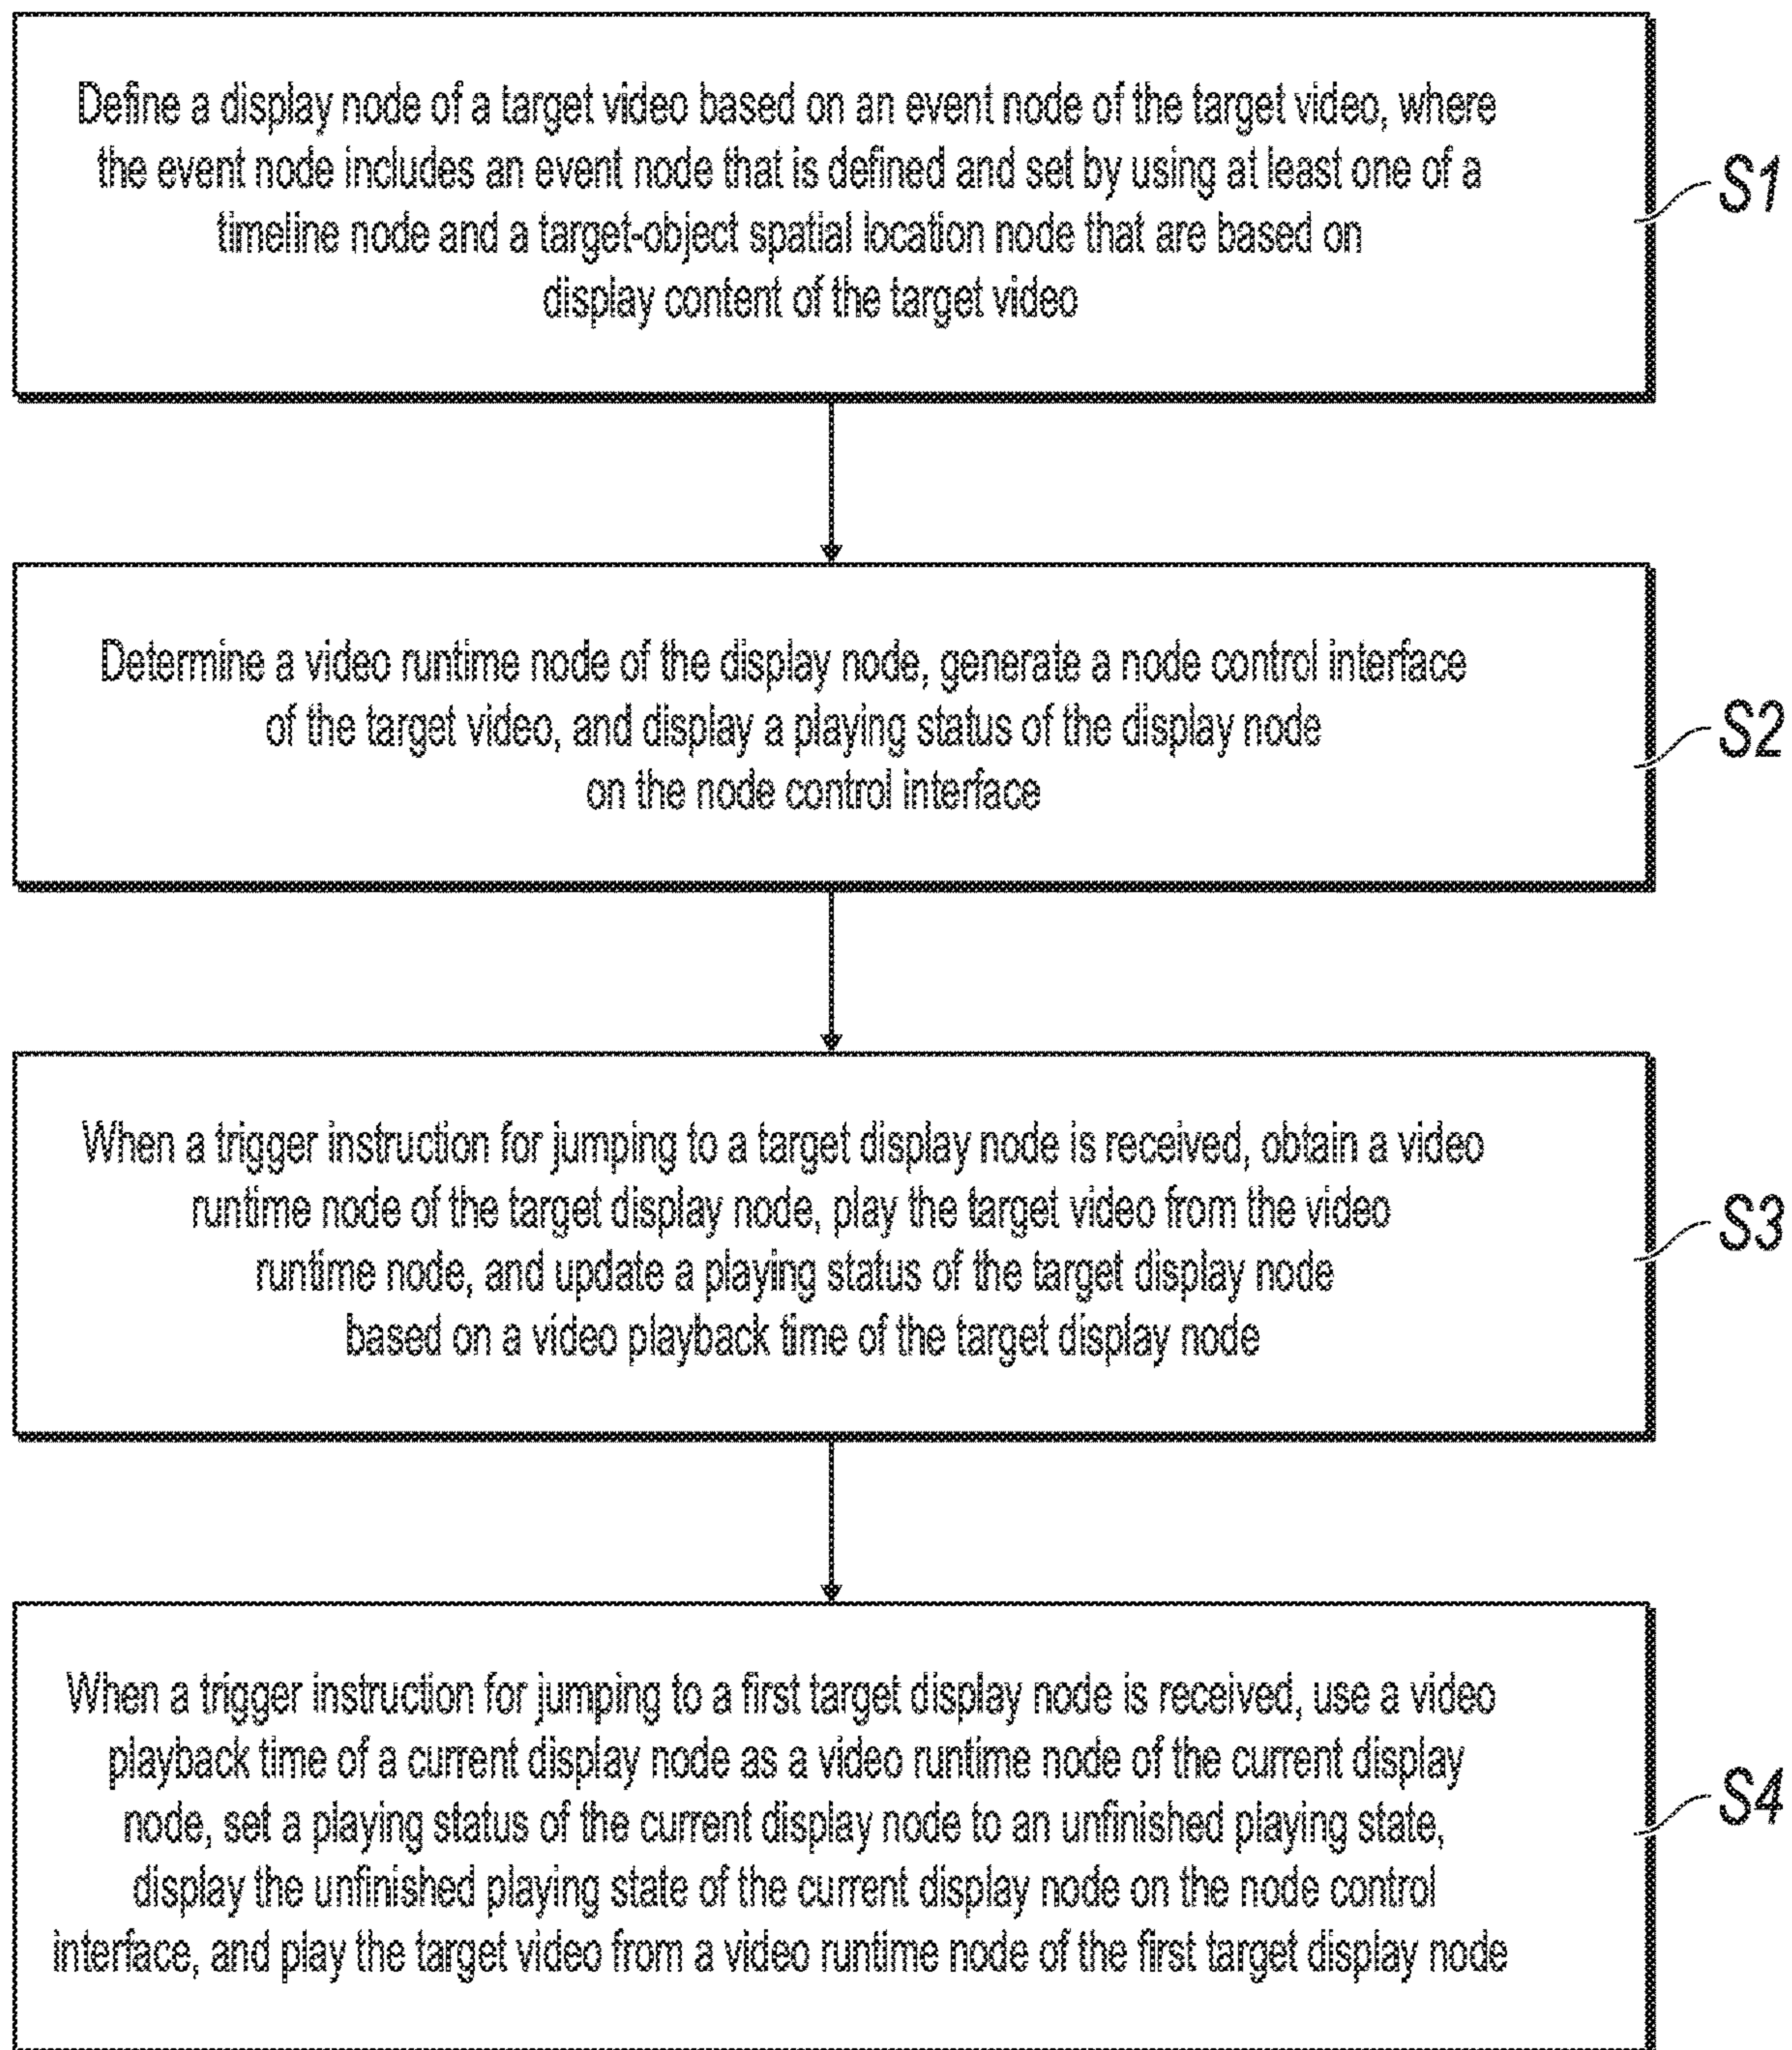 Define a display node of a target video based on an event node of the target video, where
the event node includes an event node that is defined and set by using at least one of a
timeline node and a target-object spatial location node that are based on
display content of the target video
S1
Determine a video runtime node of the display node, generate a node control interface
of the target video, and display a playing status of the display node
on the node control interface
S2
When a trigger instruction for jumping to a target display node is received, obtain a video
runtime node of the target display node, play the target video from the video
runtime node, and update a playing status of the target display node
based on a video playback time of the target display node
S3
When a trigger instruction for jumping to a first target display node is received, use a video
playback time of a current display node as a video runtime node of the current display
node, set a playing status of the current display node to an unfinished playing state,
display the unfinished playing state of the current display node on the node control
interface, and play the target video from a video runtime node of the first target display node
S4